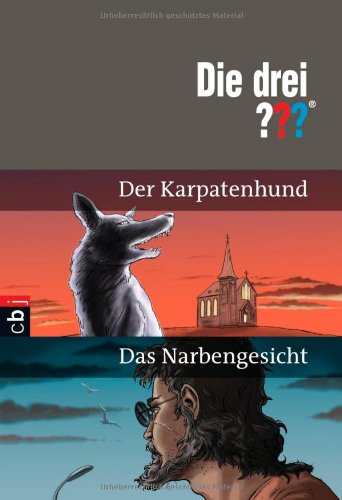 Urheberrechtlich geschütztes Material
Die drei
???®
Der Karpatenhund
cbj
Das Narbengesicht
Urheberrechtlich geschütztes Material